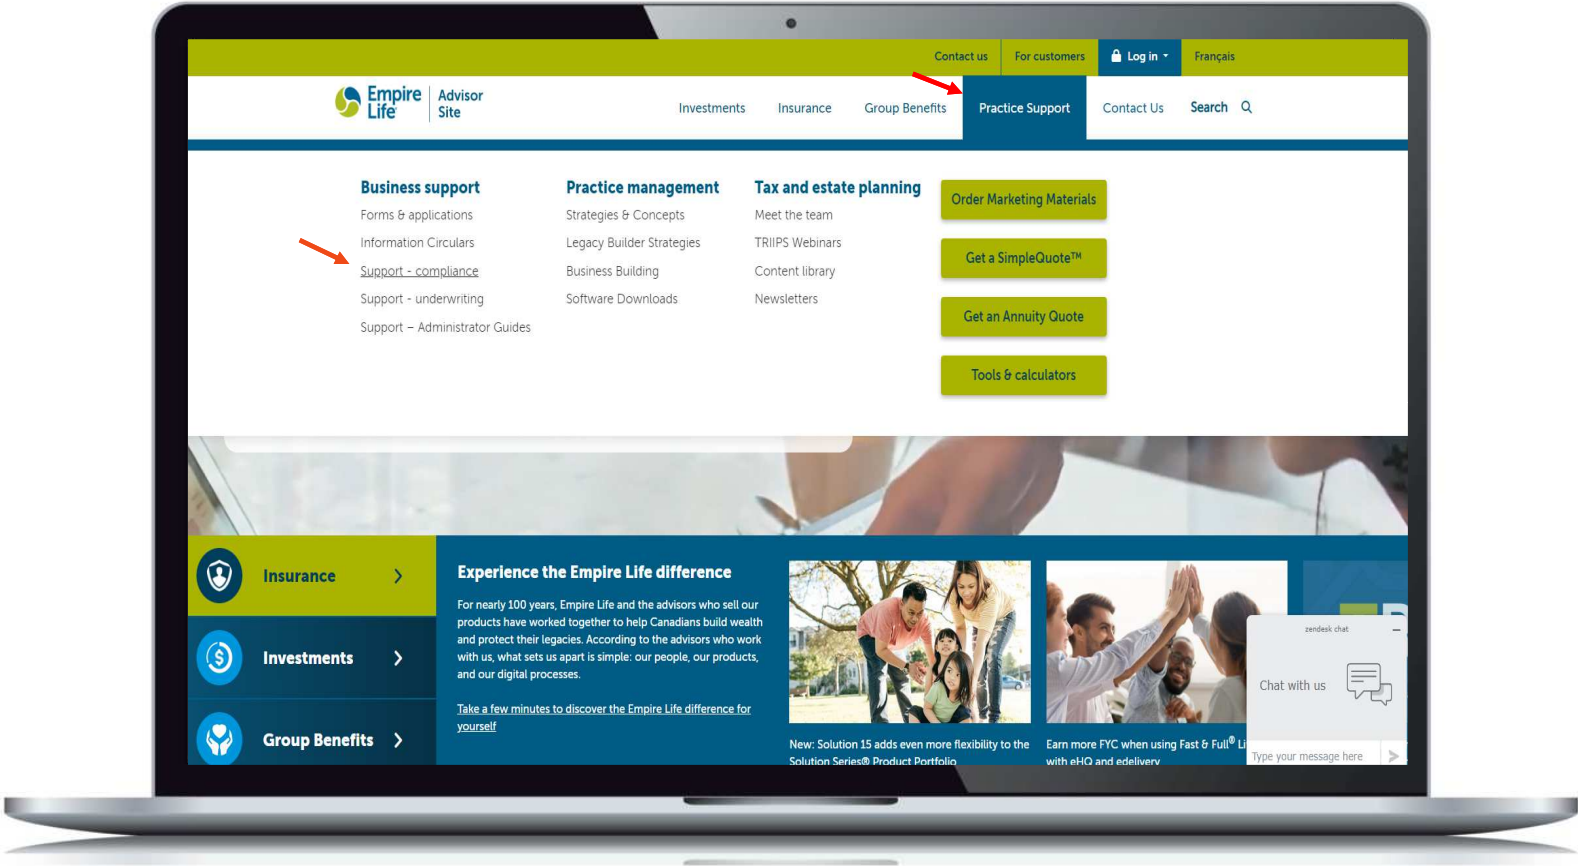 Contact us
For customers
Log in
Français
Empire
Life
Advisor
Site
Investments
Insurance
Group Benefits
Practice Support
Contact Us
Search
Business support
Forms & applications
Information Circulars
Support - compliance
Support - underwriting
Support – Administrator Guides
Practice management
Strategies & Concepts
Legacy Builder Strategies
Business Building
Software Downloads
Tax and estate planning
Meet the team
TRIIPS Webinars
Content library
Newsletters
Order Marketing Materials
Get a SimpleQuote™
Get an Annuity Quote
Tools & calculators
Insurance
Investments
Group Benefits
Experience the Empire Life difference
For nearly 100 years, Empire Life and the advisors who sell our
products have worked together to help Canadians build wealth
and protect their legacies. According to the advisors who work
with us, what sets us apart is simple: our people, our products,
and our digital processes.
Take a few minutes to discover the Empire Life difference for
yourself
New: Solution 15 adds even more flexibility to the
Solution Series® Product Portfolio
Earn more FYC when using Fast & Full® Li
with eHQ and edelivery
zendesk chat
Chat with us
Type your message here